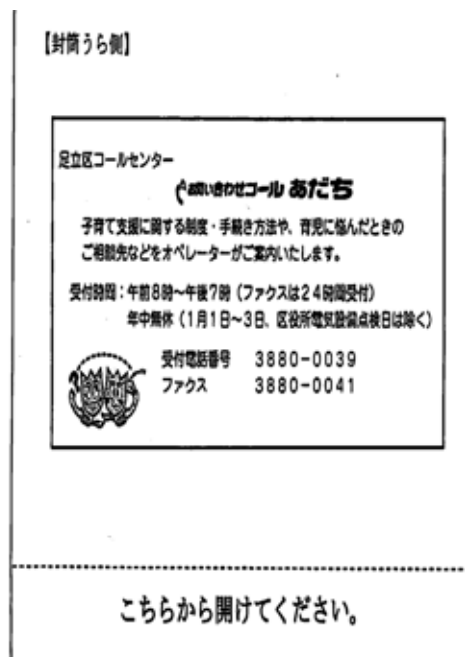 【封筒うら側】
足立区コールセンター
お問い合わせコール あだち
子育て支援に関する制度・手続き方法や、育児に悩んだときの
ご相談先などをオペレーターがご案内いたします。
受付時間：午前8時～午後7時（ファクスは24時間受付）
年中無休（1月1日～3日、区役所電気設備点検日は除く）
受付電話番号 3880-0039
ファクス 3880-0041
こちらから開けてください。